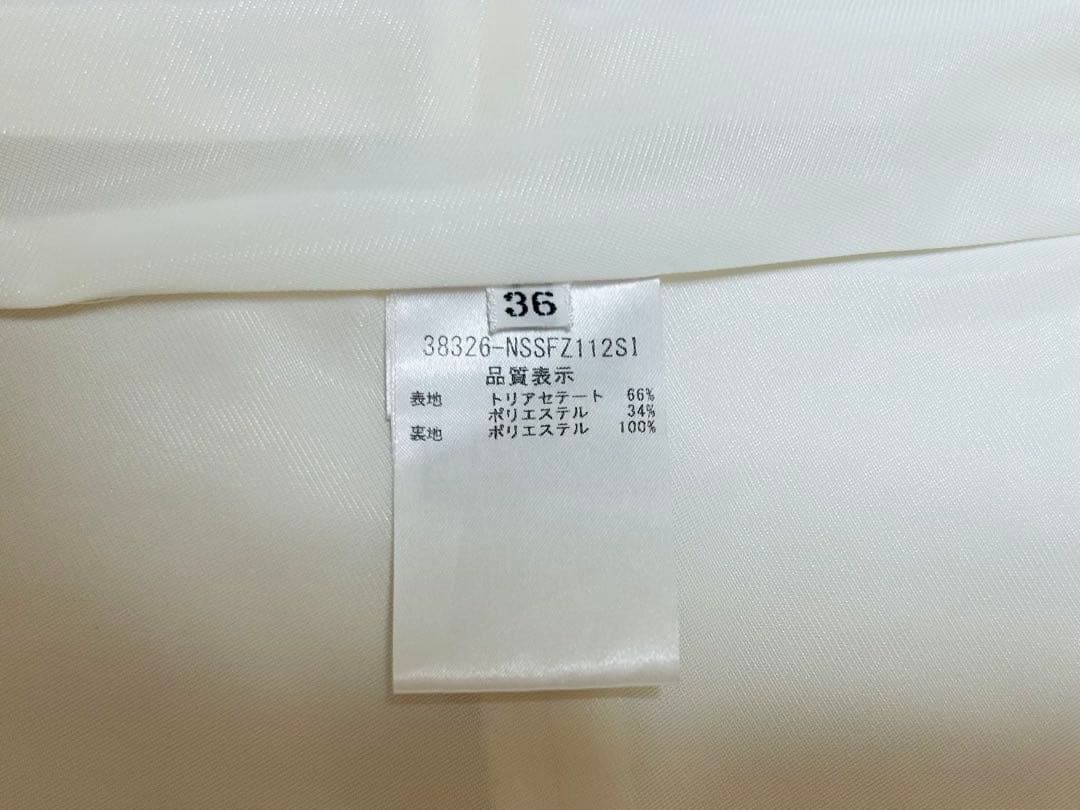 36
38326-NSSFZ112SI
品質表示
表地 トリアセテート 66%
ポリエステル 34%
裏地 ポリエステル 100%